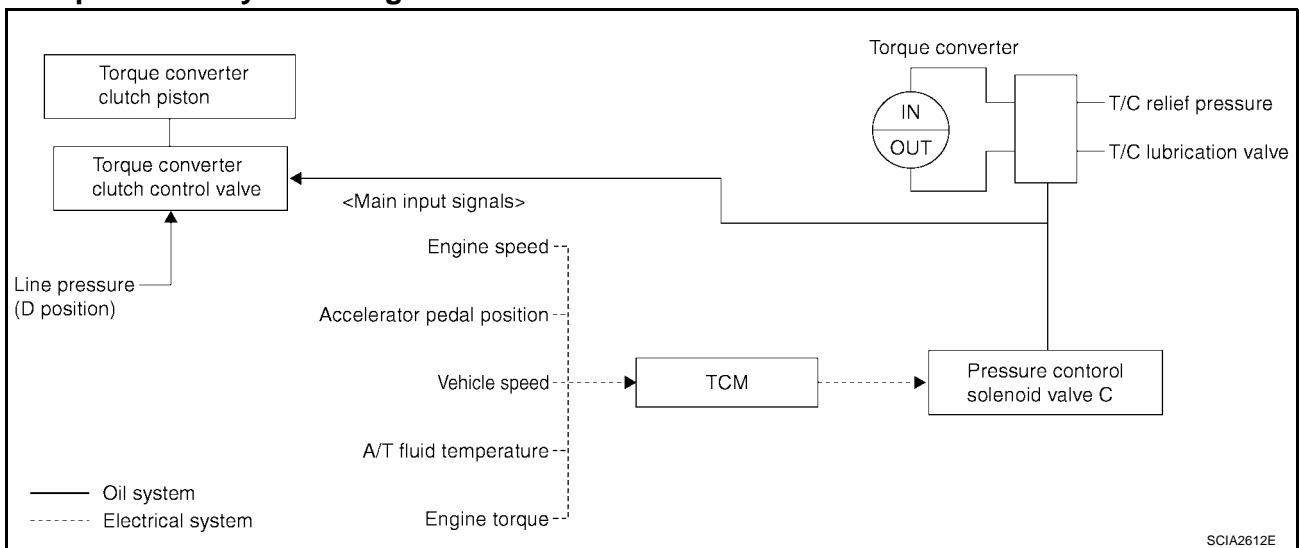 Torque converter
clutch piston
Torque converter
clutch control valve
Line pressure
(D position)
<Main input signals>
Engine speed
Accelerator pedal position
Vehicle speed
A/T fluid temperature
Engine torque
TCM
Pressure contorol
solenoid valve C
Torque converter
IN
OUT
T/C relief pressure
T/C lubrication valve
Oil system
Electrical system
SCIA2612E